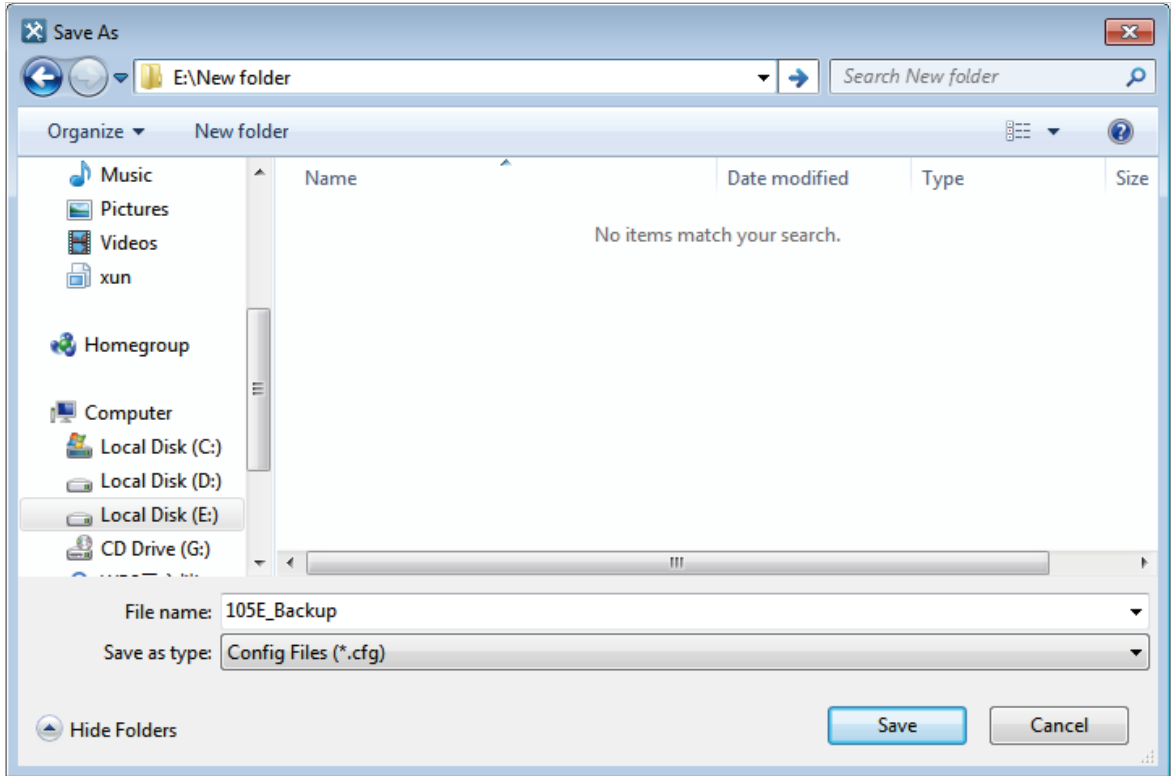 Save As
E:\New folder
Search New folder
Organize
New folder
Music
Pictures
Videos
xun
Homegroup
Computer
Local Disk (C:)
Local Disk (D:)
Local Disk (E:)
CD Drive (G:)
Name
Date modified
Type
Size
No items match your search.
File name: 105E_Backup
Save as type: Config Files (*.cfg)
Hide Folders
Save
Cancel